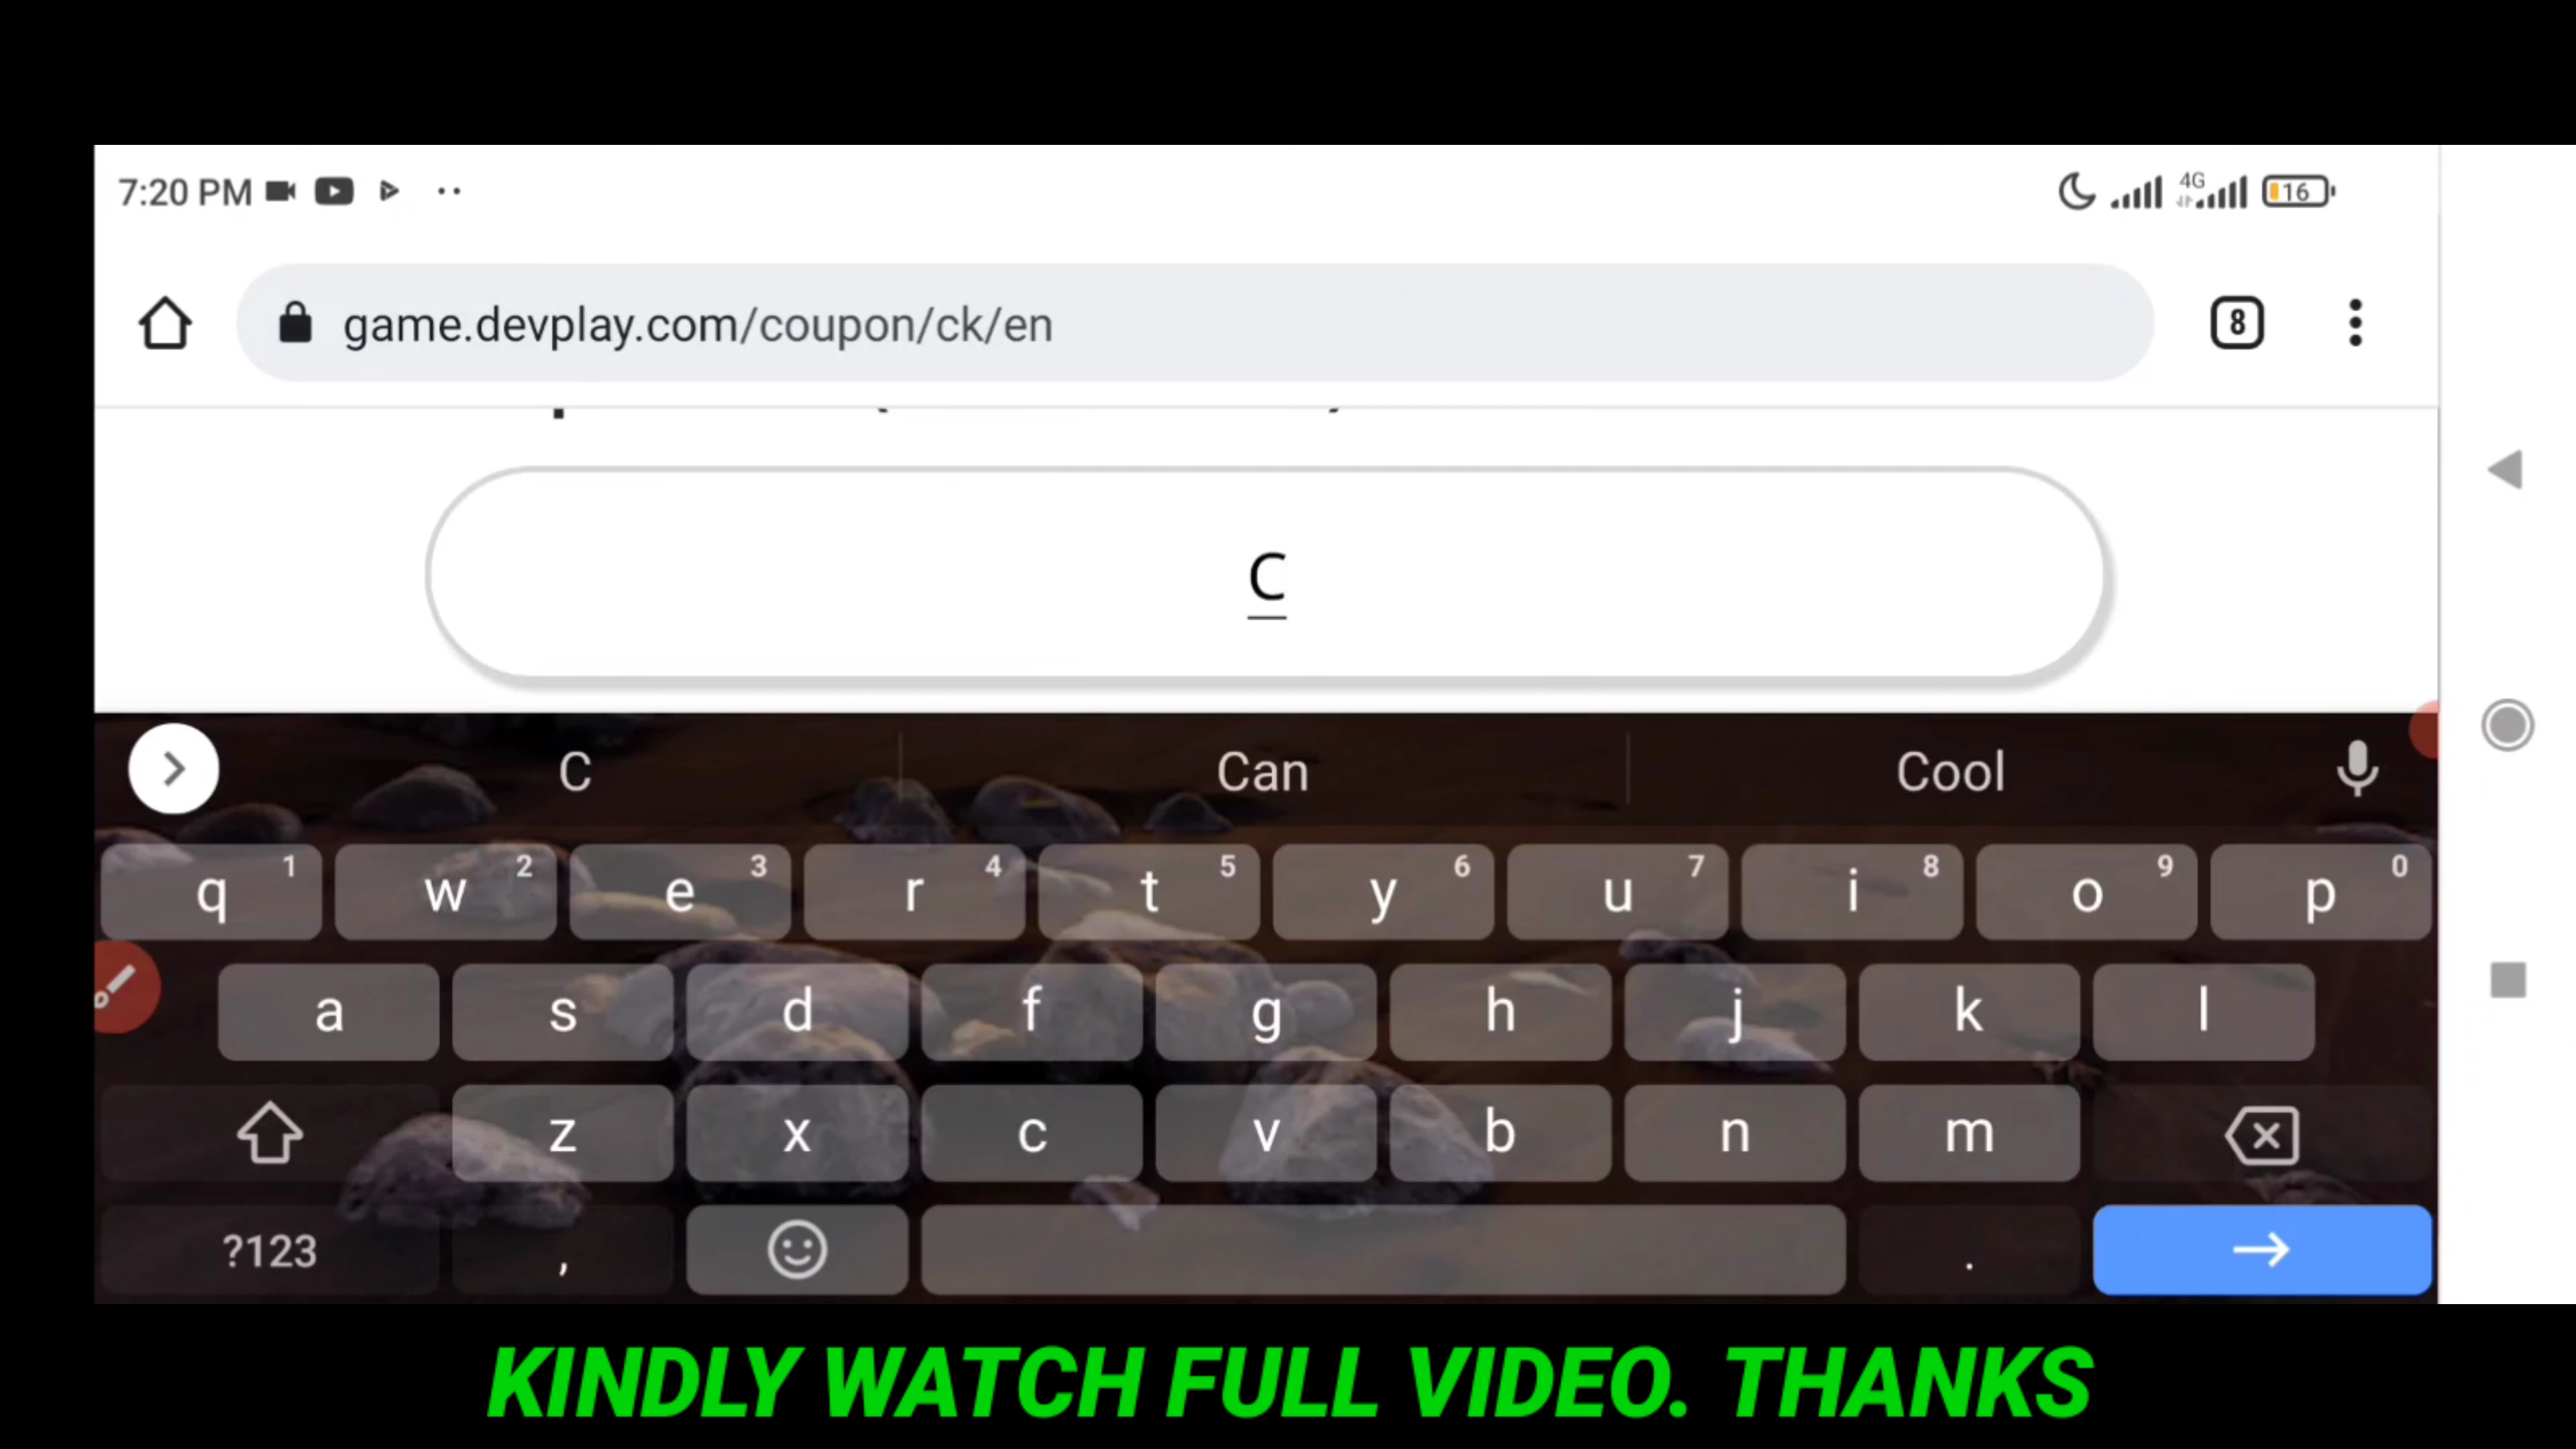 7:20 PM
4G
16
game.devplay.com/coupon/ck/en
8
C
C Can Cool
q 1 w 2 e 3 r 4 t 5 y 6 u 7 i 8 o 9 p 0
a s d f g h j k l
z x c v b n m
?123 , .
KINDLY WATCH FULL VIDEO. THANKS